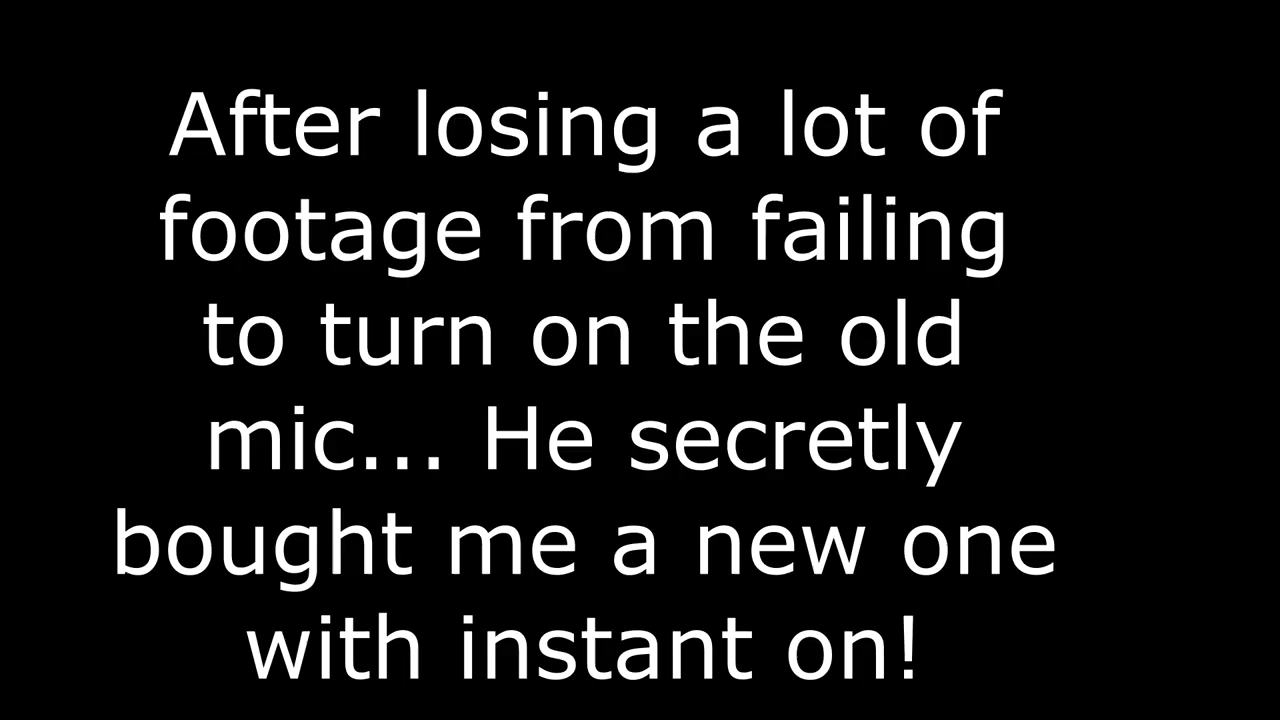 After losing a lot of
footage from failing
to turn on the old
mic... He secretly
bought me a new one
with instant on!